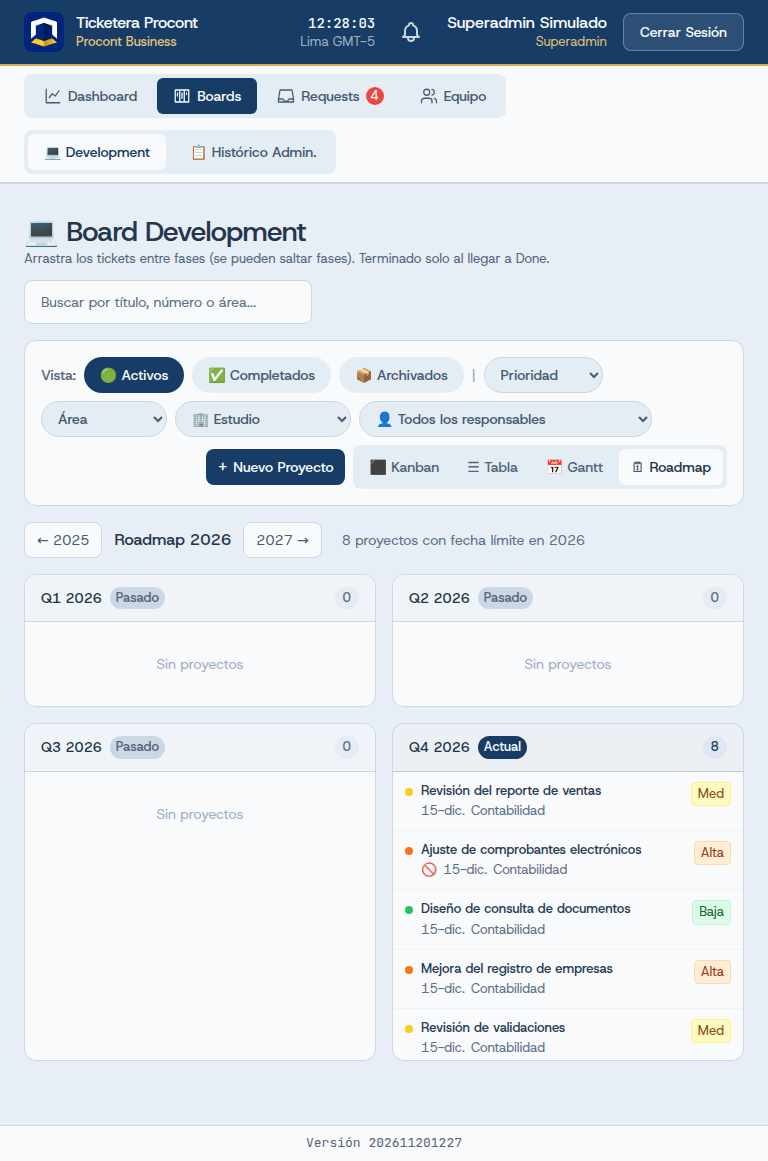 Ticketera Procont
Procont Business
12:28:03
Lima GMT-5
Superadmin Simulado
Superadmin
Cerrar Sesión
Dashboard
Boards
Requests 4
Equipo
Development
Histórico Admin.
Board Development
Arrastra los tickets entre fases (se pueden saltar fases). Terminado solo al llegar a Done.
Buscar por título, número o área...
Vista:
Activos
Completados
Archivados
|
Prioridad
Área
Estudio
Todos los responsables
+ Nuevo Proyecto
Kanban
☰ Tabla
Gantt
Roadmap
← 2025
Roadmap 2026
2027 →
8 proyectos con fecha límite en 2026
Q1 2026 Pasado 0
Sin proyectos
Q2 2026 Pasado 0
Sin proyectos
Q3 2026 Pasado 0
Sin proyectos
Q4 2026 Actual 8
Revisión del reporte de ventas Med
15-dic. Contabilidad
Ajuste de comprobantes electrónicos Alta
15-dic. Contabilidad
Diseño de consulta de documentos Baja
15-dic. Contabilidad
Mejora del registro de empresas Alta
15-dic. Contabilidad
Revisión de validaciones Med
15-dic. Contabilidad
Versión 202611201227